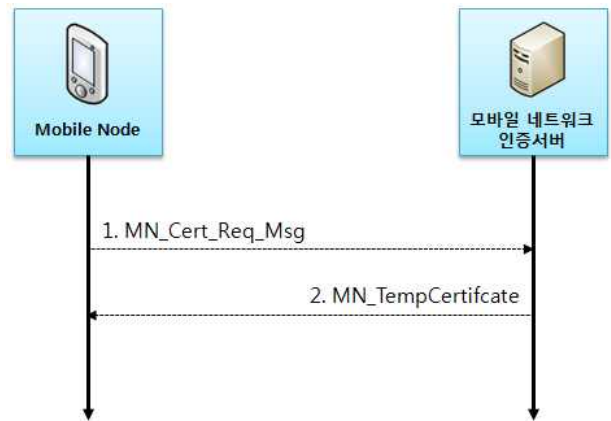 Mobile Node
모바일 네트워크
인증서버
1. MN_Cert_Req_Msg
2. MN_TempCertifcate